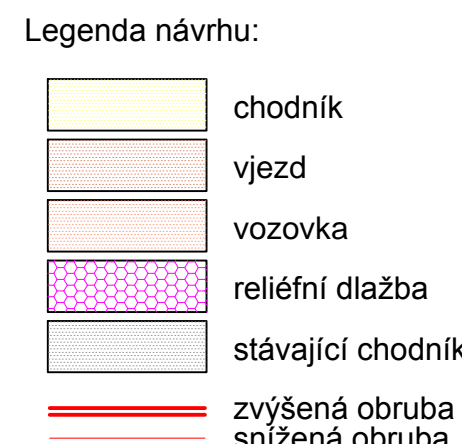 Legenda návrhu:
chodník
vjezd
vozovka
reliéfní dlažba
stávající chodník
zvýšená obruba
snížená obruba